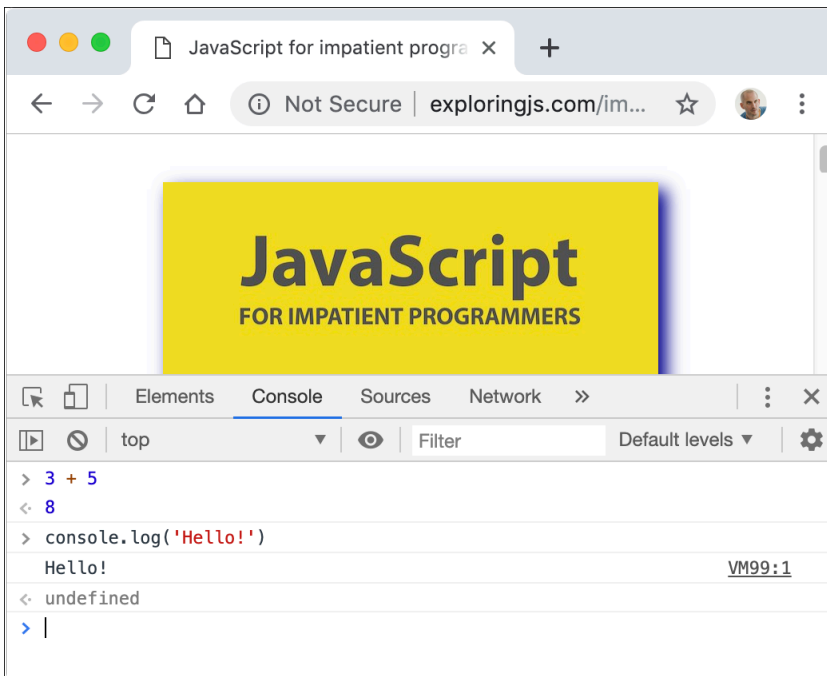 JavaScript for impatient progra
Not Secure exploringjs.com/im...
JavaScript
FOR IMPATIENT PROGRAMMERS
Elements Console Sources Network
top Filter Default levels
3 + 5
8
console.log('Hello!')
Hello! VM99:1
undefined